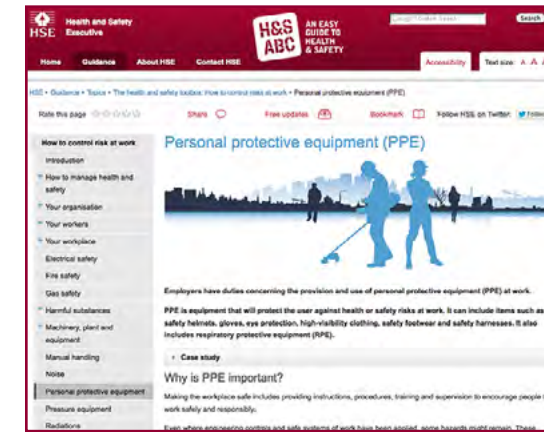 HSE
Health and Safety
Executive
H&S
ABC
AN EASY
GUIDE TO
HEALTH
& SAFETY
Search
Home
Guidance
About HSE
Contact HSE
Accessibility
Text size: A A A
HSE • Guidance • Topics • The health and safety toolbox: How to control risks at work • Personal protective equipment (PPE)
Rate this page
Share
Free updates
Bookmark
Follow HSE on Twitter:
Follow
How to control risk at work
Introduction
How to manage health and
safety
Your organisation
Your workers
Your workplace
Electrical safety
Fire safety
Gas safety
Harmful substances
Machinery, plant and
equipment
Manual handling
Noise
Personal protective equipment
Pressure equipment
Radiations
Personal protective equipment (PPE)
Employers have duties concerning the provision and use of personal protective equipment (PPE) at work.
PPE is equipment that will protect the user against health or safety risks at work. It can include items such as
safety helmets, gloves, eye protection, high-visibility clothing, safety footwear and safety harnesses. It also
includes respiratory protective equipment (RPE).
Case study
Why is PPE important?
Making the workplace safe includes providing instructions, procedures, training and supervision to encourage people
work safely and responsibly.
Even where engineering controls and safe systems of work have been applied, some hazards might remain. These